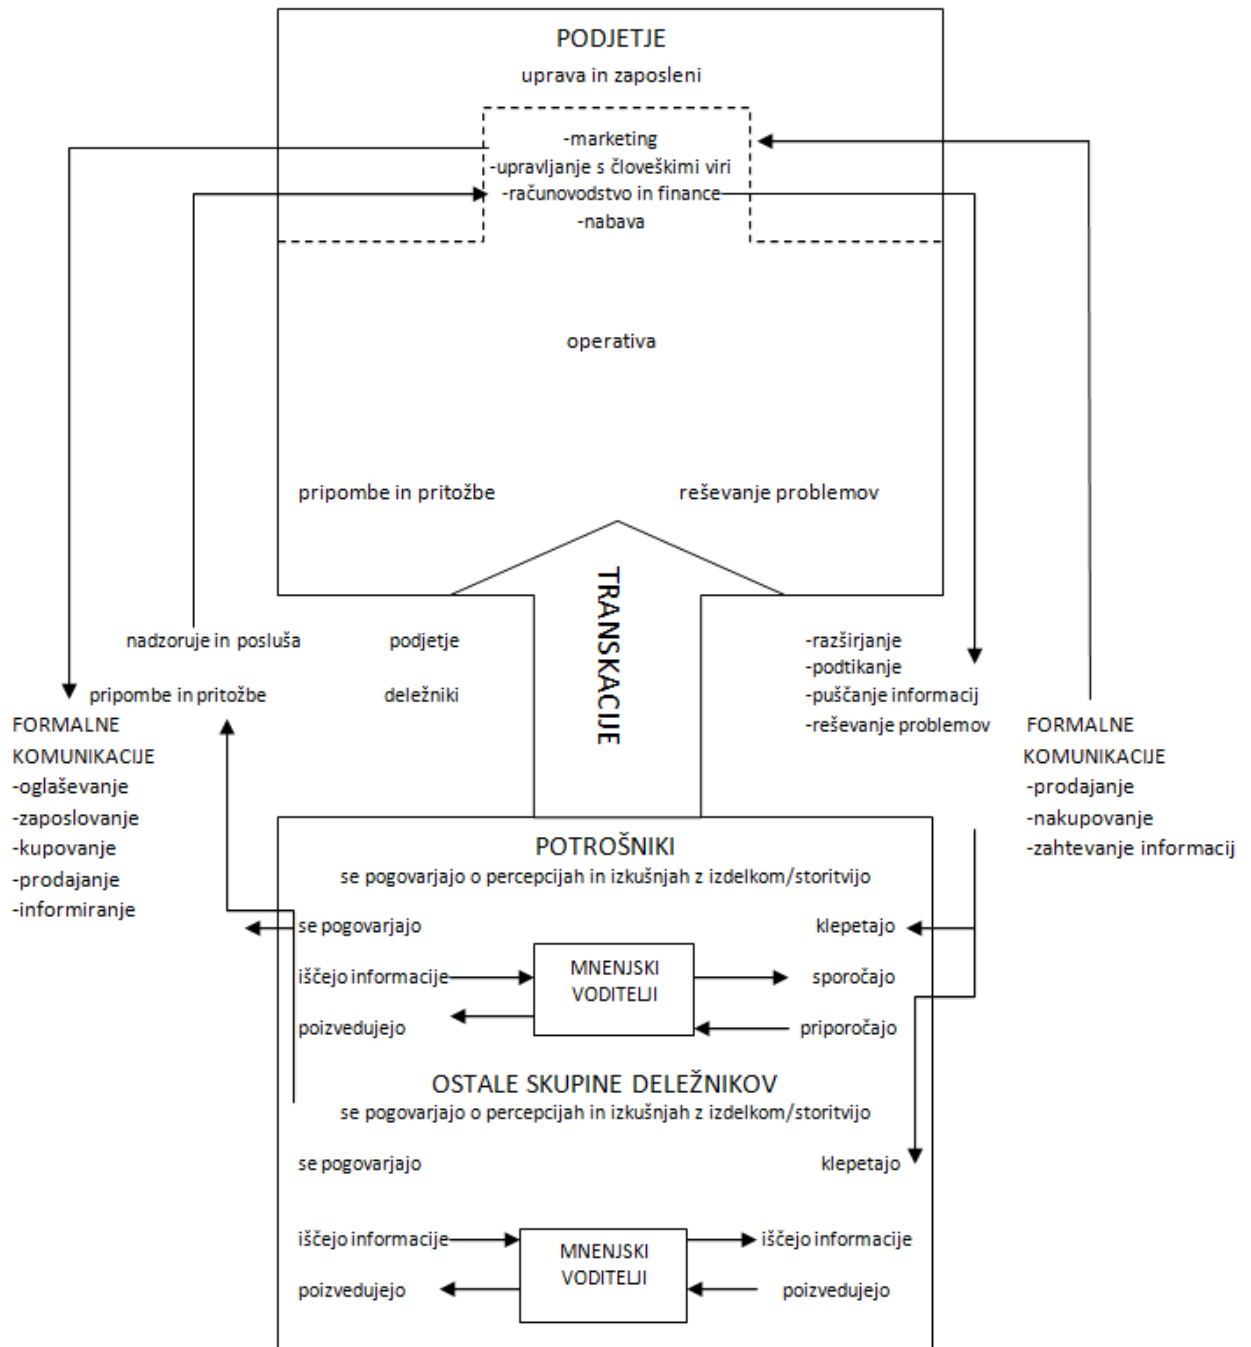 PODJETJE
uprava in zaposleni
-marketing
-upravljanje s človeškimi viri
-računovodstvo in finance
-nabava
operativa
pripombe in pritožbe
reševanje problemov
TRANSKACIJE
nadzoruje in posluša
podjetje
pripombe in pritožbe
deležniki
-razširjanje
-podtikanje
-puščanje informacij
-reševanje problemov
FORMALNE
KOMUNIKACIJE
-oglaševanje
-zaposlovanje
-kupovanje
-prodajanje
-informiranje
FORMALNE
KOMUNIKACIJE
-prodajanje
-nakupovanje
-zahtevanje informacij
POTROŠNIKI
se pogovarjajo o percepcijah in izkušnjah z izdelkom/storitvijo
se pogovarjajo
klepetajo
iščejo informacije
MNENJSKI
VODITELJI
sporočajo
poizvedujejo
priporočajo
OSTALE SKUPINE DELEŽNIKOV
se pogovarjajo o percepcijah in izkušnjah z izdelkom/storitvijo
se pogovarjajo
klepetajo
iščejo informacije
MNENJSKI
VODITELJI
iščejo informacije
poizvedujejo
poizvedujejo